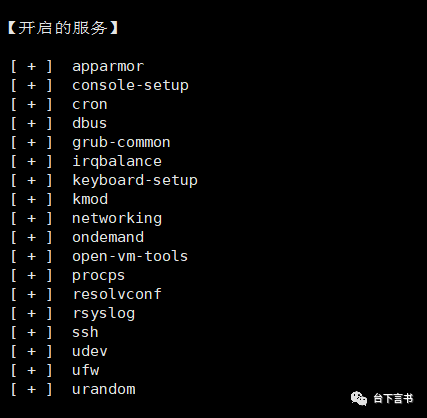 【开启的服务】
[ + ]  apparmor
[ + ]  console-setup
[ + ]  cron
[ + ]  dbus
[ + ]  grub-common
[ + ]  irqbalance
[ + ]  keyboard-setup
[ + ]  kmod
[ + ]  networking
[ + ]  ondemand
[ + ]  open-vm-tools
[ + ]  procps
[ + ]  resolvconf
[ + ]  rsyslog
[ + ]  ssh
[ + ]  udev
[ + ]  ufw
[ + ]  urandom
台下言书